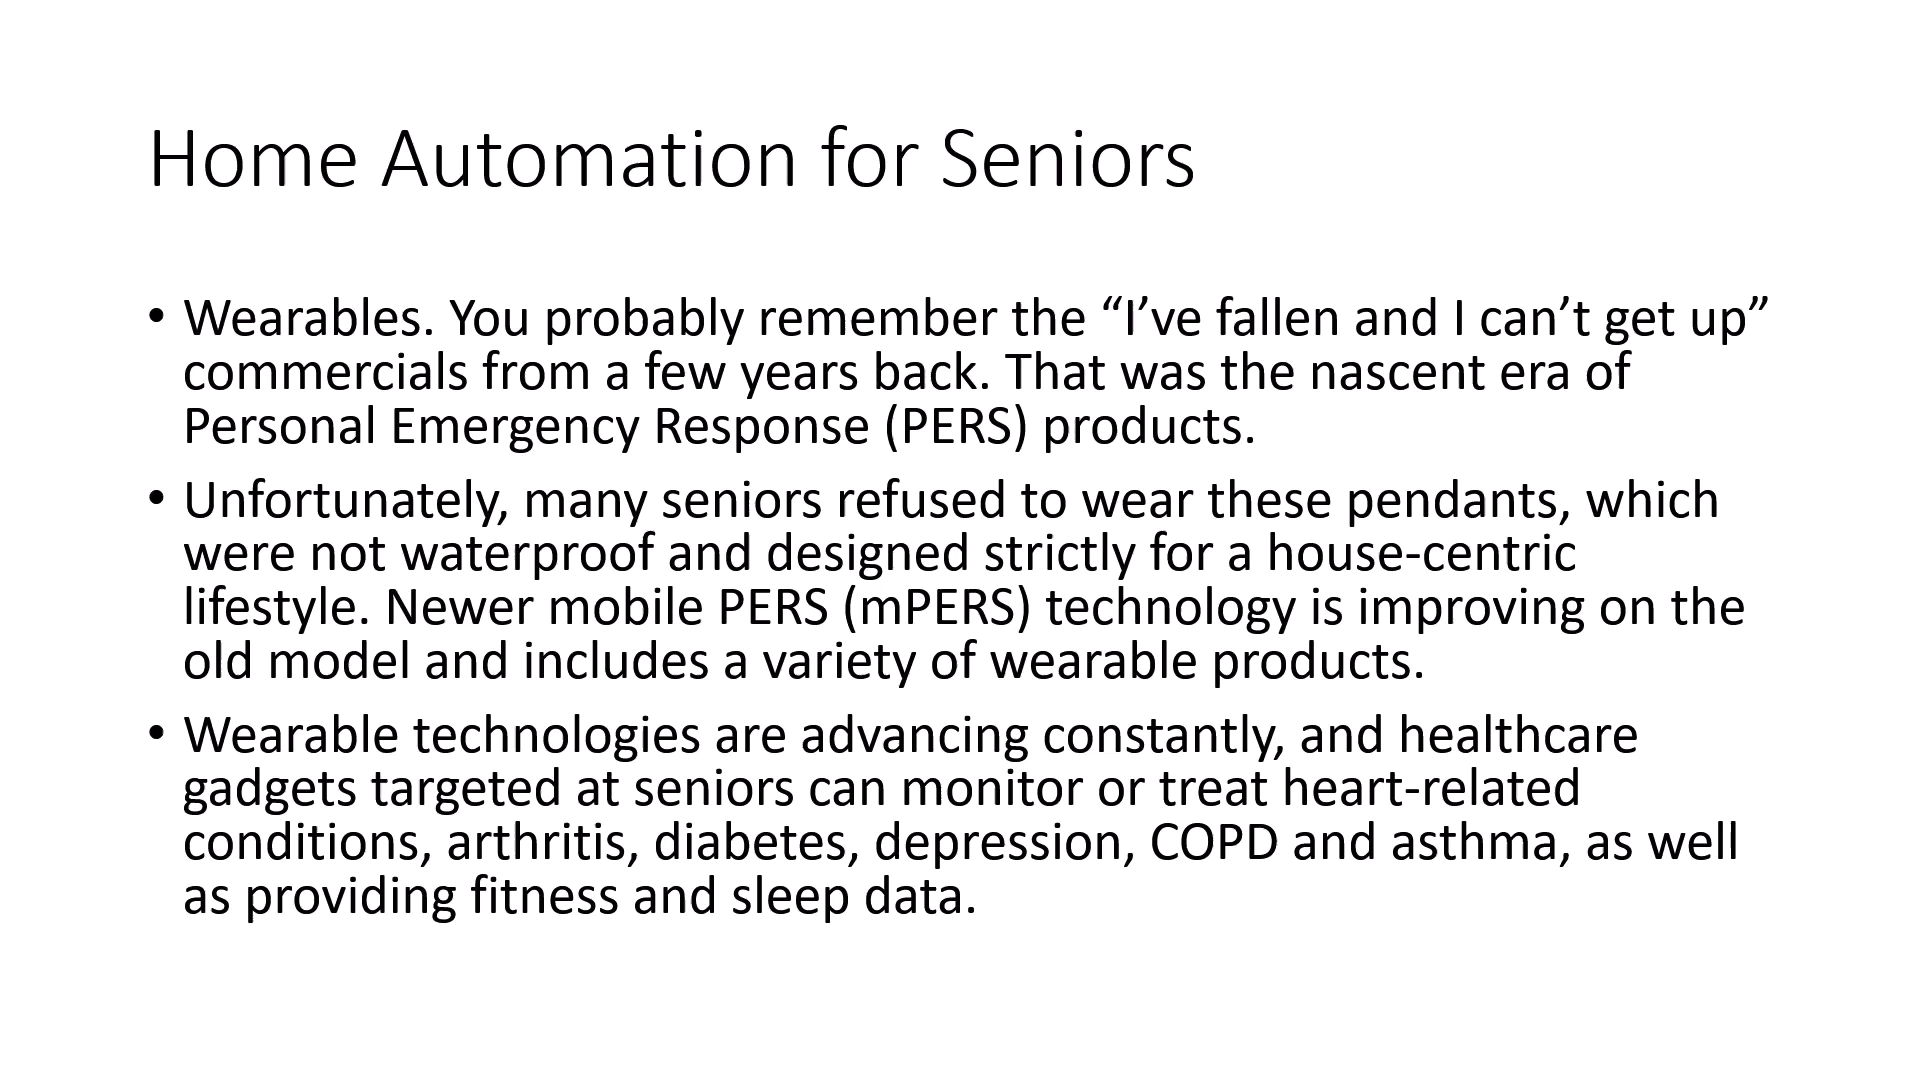 Home Automation for Seniors
• Wearables. You probably remember the “I’ve fallen and I can’t get up”
commercials from a few years back. That was the nascent era of
Personal Emergency Response (PERS) products.
• Unfortunately, many seniors refused to wear these pendants, which
were not waterproof and designed strictly for a house-centric
lifestyle. Newer mobile PERS (mPERS) technology is improving on the
old model and includes a variety of wearable products.
• Wearable technologies are advancing constantly, and healthcare
gadgets targeted at seniors can monitor or treat heart-related
conditions, arthritis, diabetes, depression, COPD and asthma, as well
as providing fitness and sleep data.